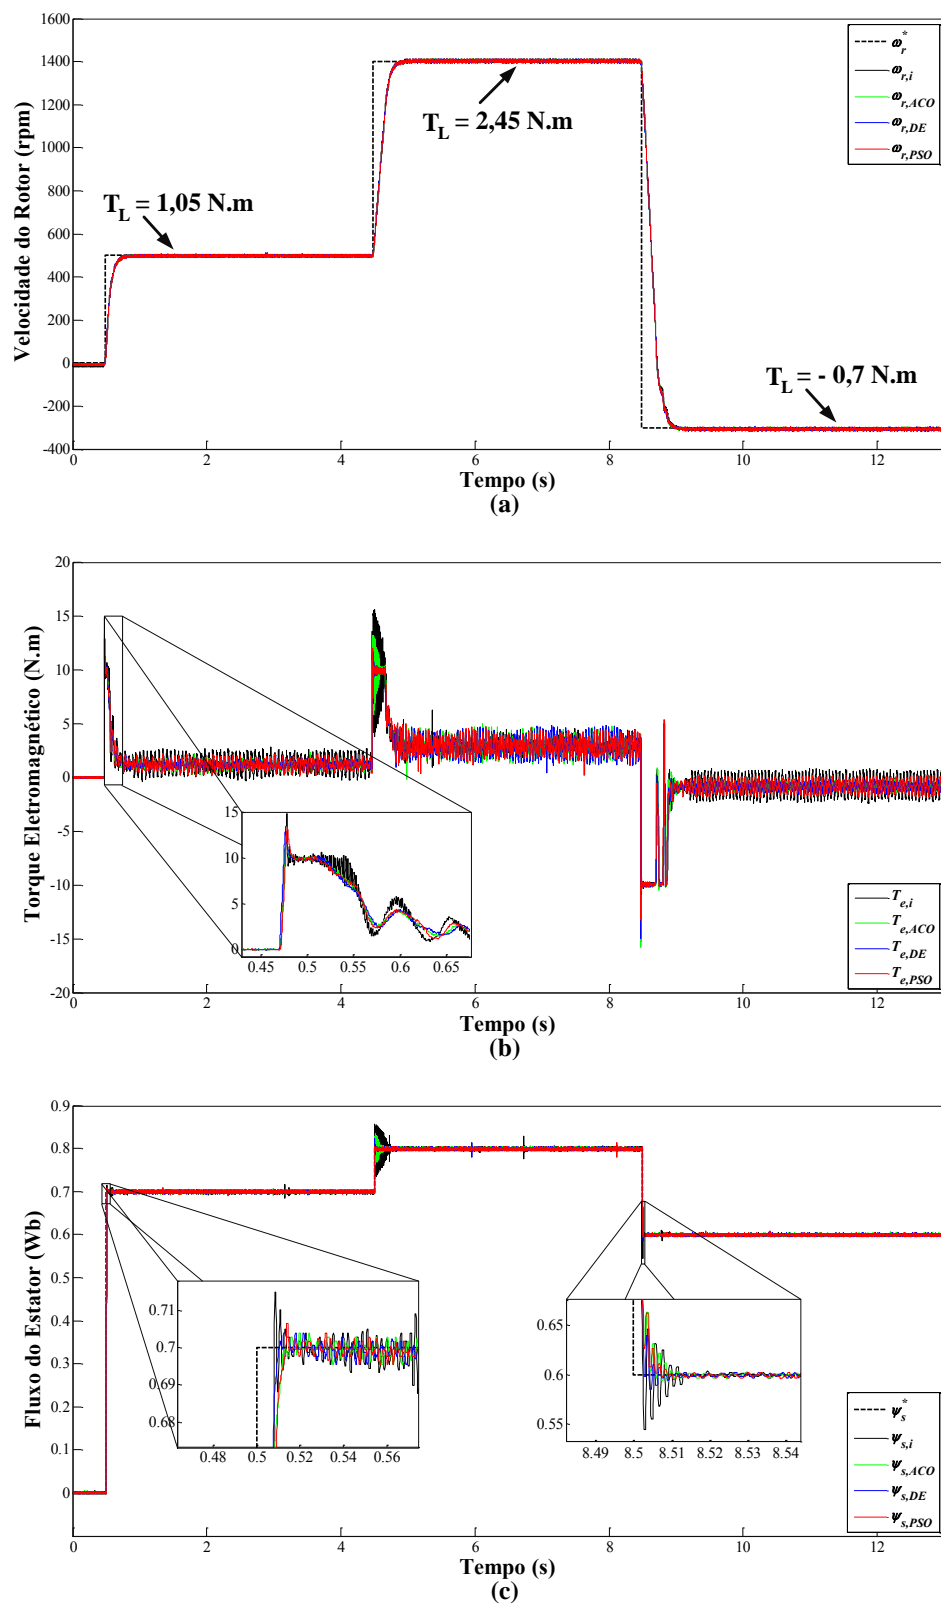 1600
1400
1200
1000
800
600
400
200
0
-200
-400
Velocidade do Rotor (rpm)
ω*r
ωr,i
ωr,ACO
ωr,DE
ωr,PSO
TL = 2,45 N.m
TL = 1,05 N.m
TL = - 0,7 N.m
0 2 4 6 8 10 12
Tempo (s)
(a)
20
15
10
5
0
-5
-10
-15
-20
Torque Eletromagnético (N.m)
15
10
5
0
0.45 0.5 0.55 0.6 0.65
Te,i
Te,ACO
Te,DE
Te,PSO
0 2 4 6 8 10 12
Tempo (s)
(b)
0.9
0.8
0.7
0.6
0.5
0.4
0.3
0.2
0.1
0
Fluxo do Estator (Wb)
0.71
0.7
0.69
0.68
0.48 0.5 0.52 0.54 0.56
0.65
0.6
0.55
8.49 8.5 8.51 8.52 8.53 8.54
ψ*s
ψs,i
ψs,ACO
ψs,DE
ψs,PSO
0 2 4 6 8 10 12
Tempo (s)
(c)